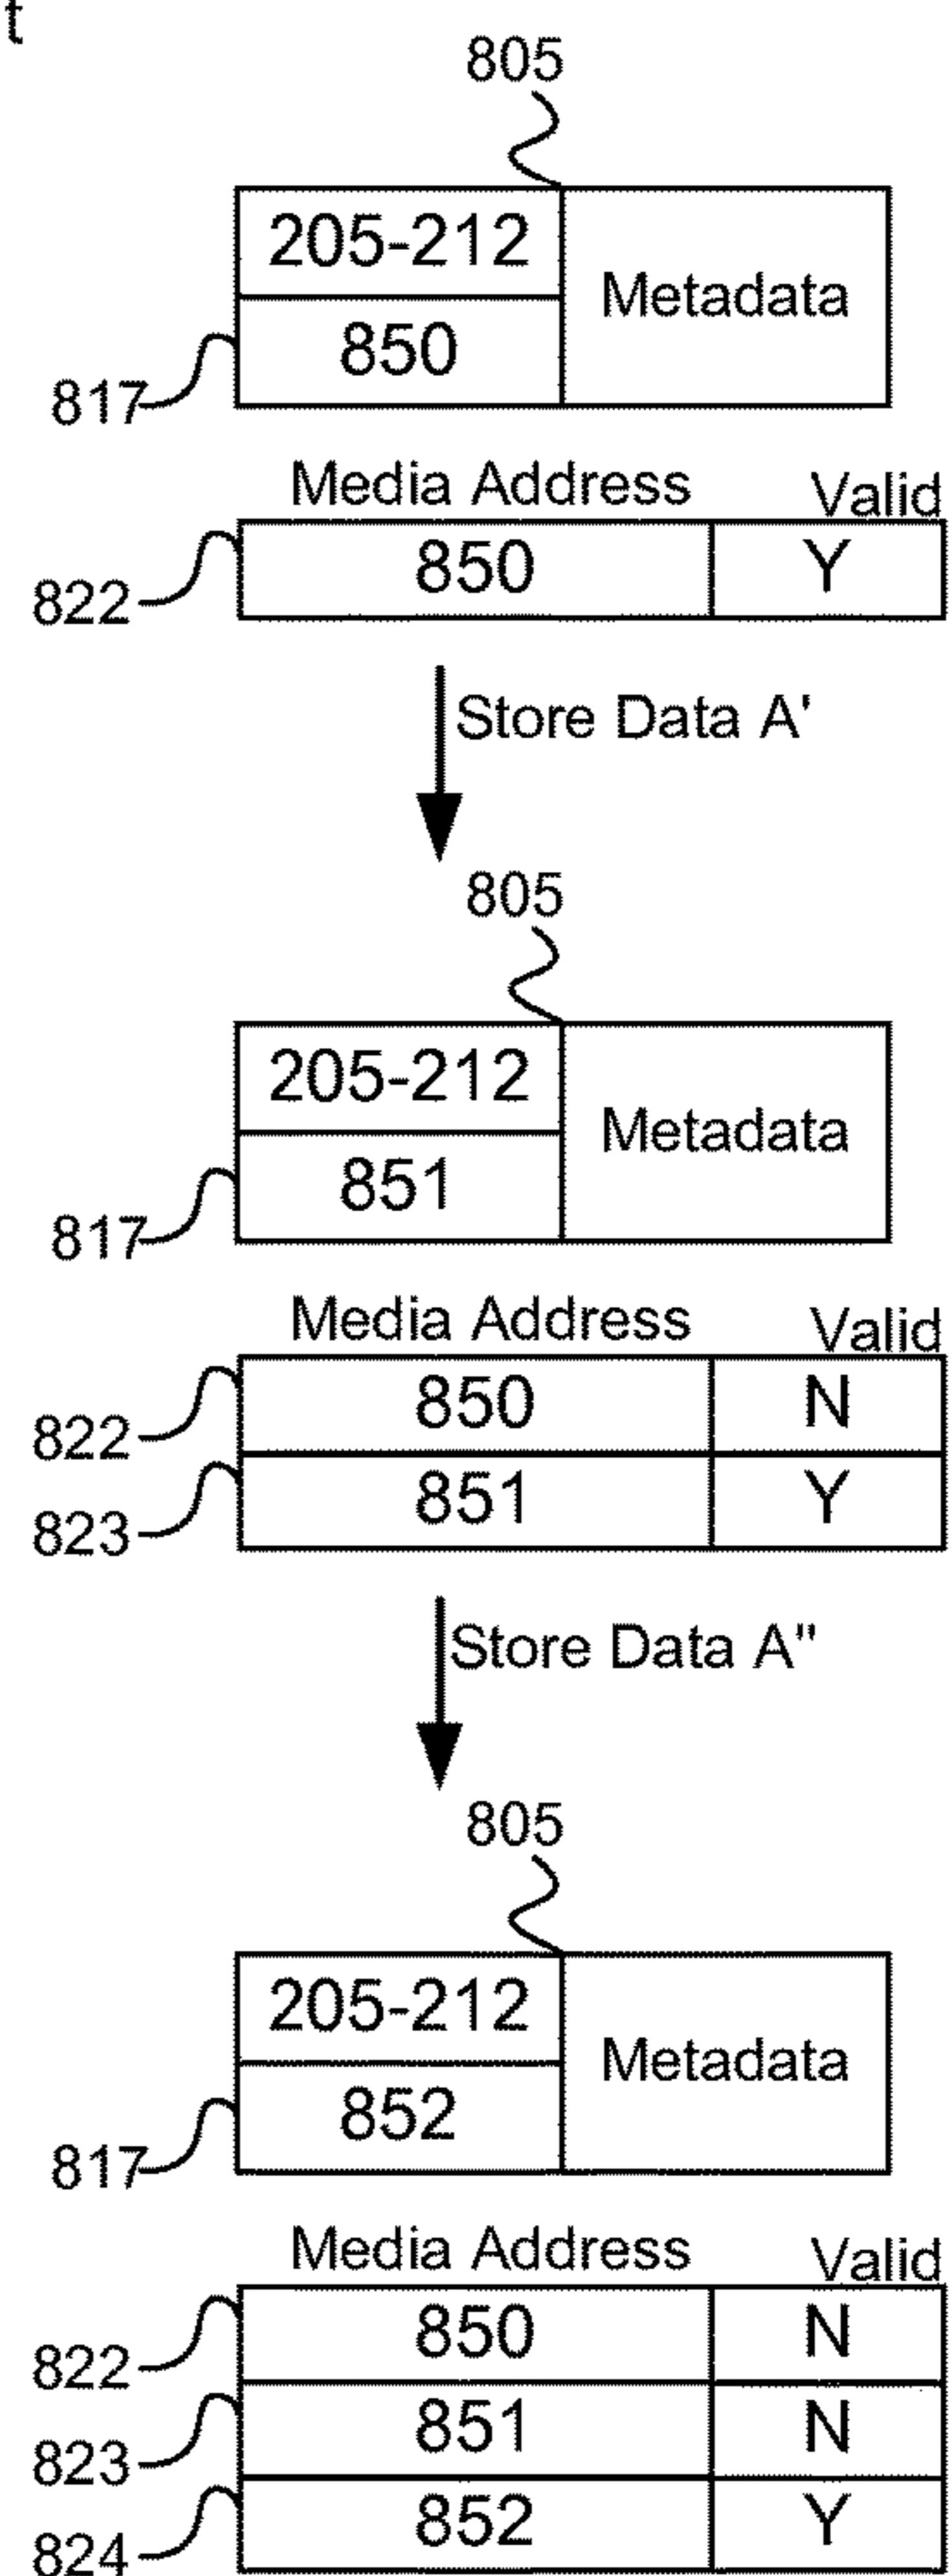 t
805
205-212
Metadata
850
817
Media Address Valid
850 Y
822
Store Data A'
805
205-212
Metadata
851
817
Media Address Valid
850 N
822
851 Y
823
Store Data A"
805
205-212
Metadata
852
817
Media Address Valid
850 N
822
851 N
823
852 Y
824